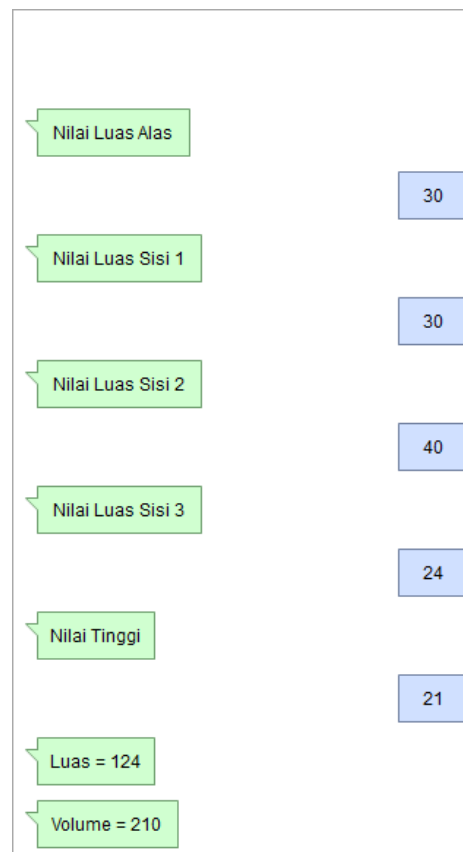 Nilai Luas Alas
30
Nilai Luas Sisi 1
30
Nilai Luas Sisi 2
40
Nilai Luas Sisi 3
24
Nilai Tinggi
21
Luas = 124
Volume = 210